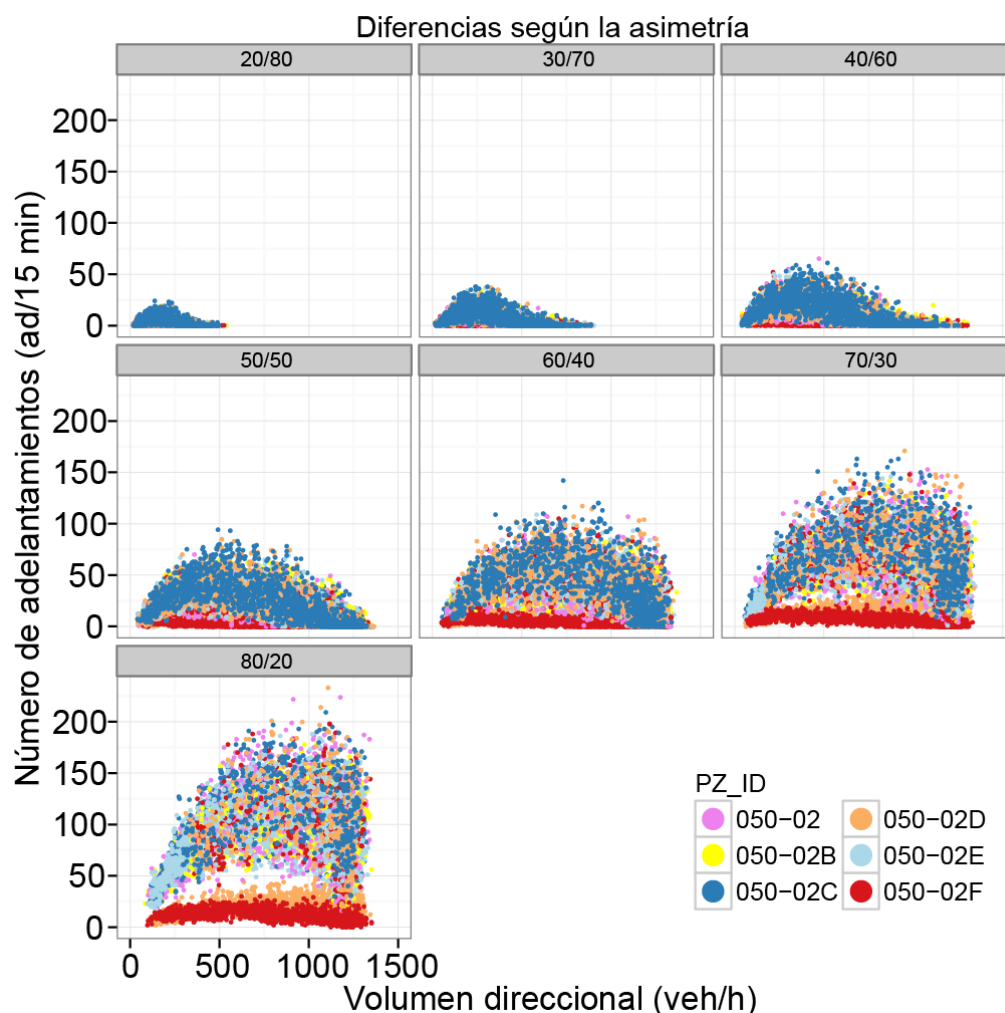 Diferencias según la asimetría
20/80 30/70 40/60
200
150
100
50
0
50/50 60/40 70/30
200
150
100
50
0
80/20
200
150
100
50
0
0 500 1000 1500
Volumen direccional (veh/h)
Número de adelantamientos (ad/15 min)
PZ_ID
050−02 050−02D
050−02B 050−02E
050−02C 050−02F